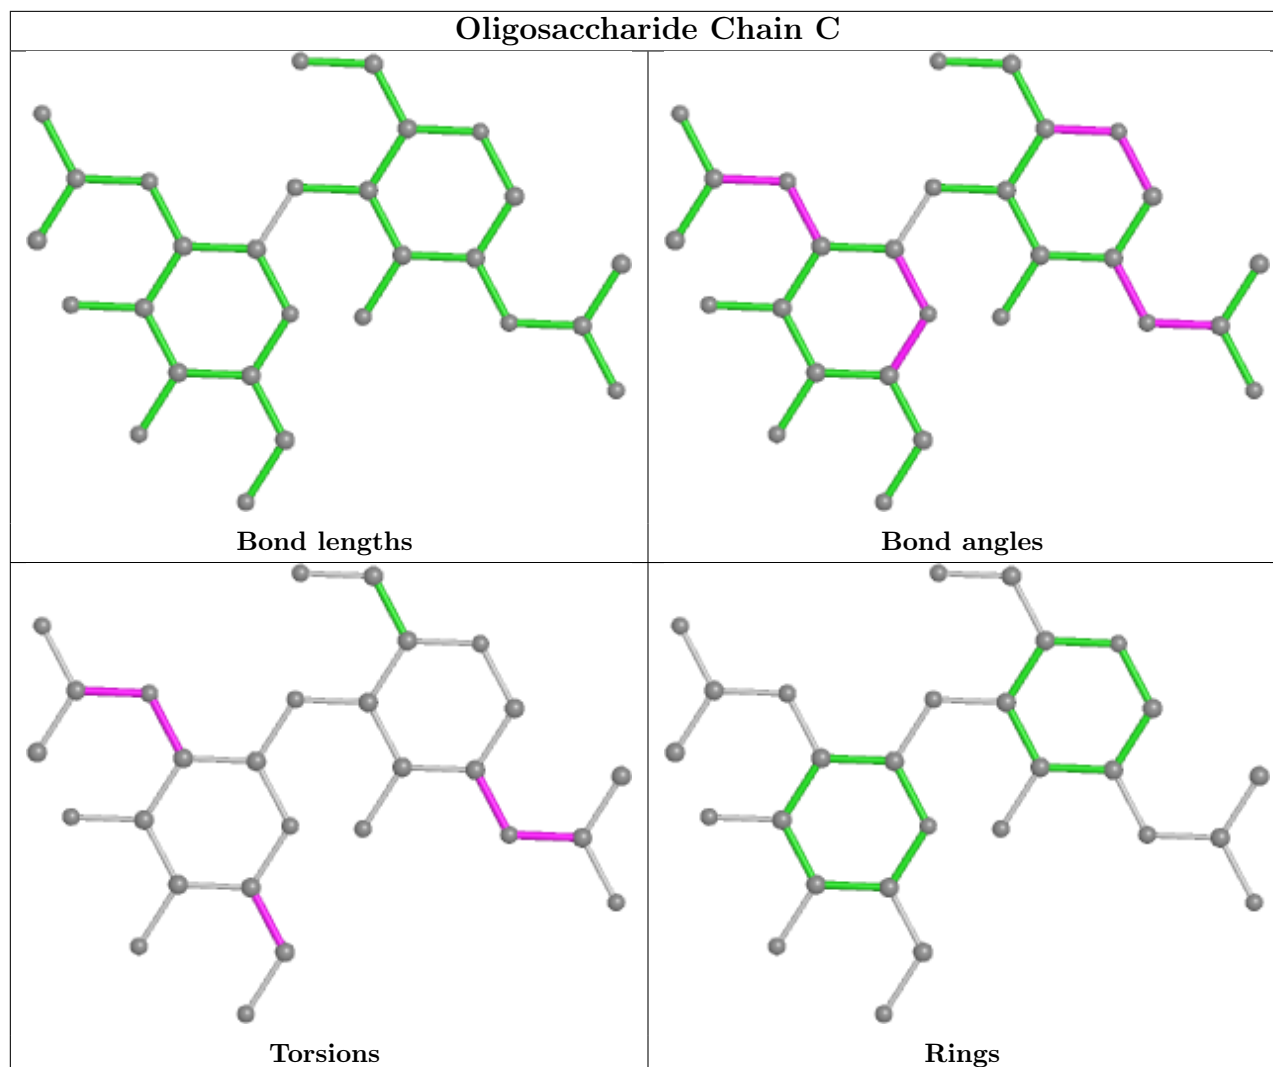 Oligosaccharide Chain C
Bond lengths
Bond angles
Torsions
Rings